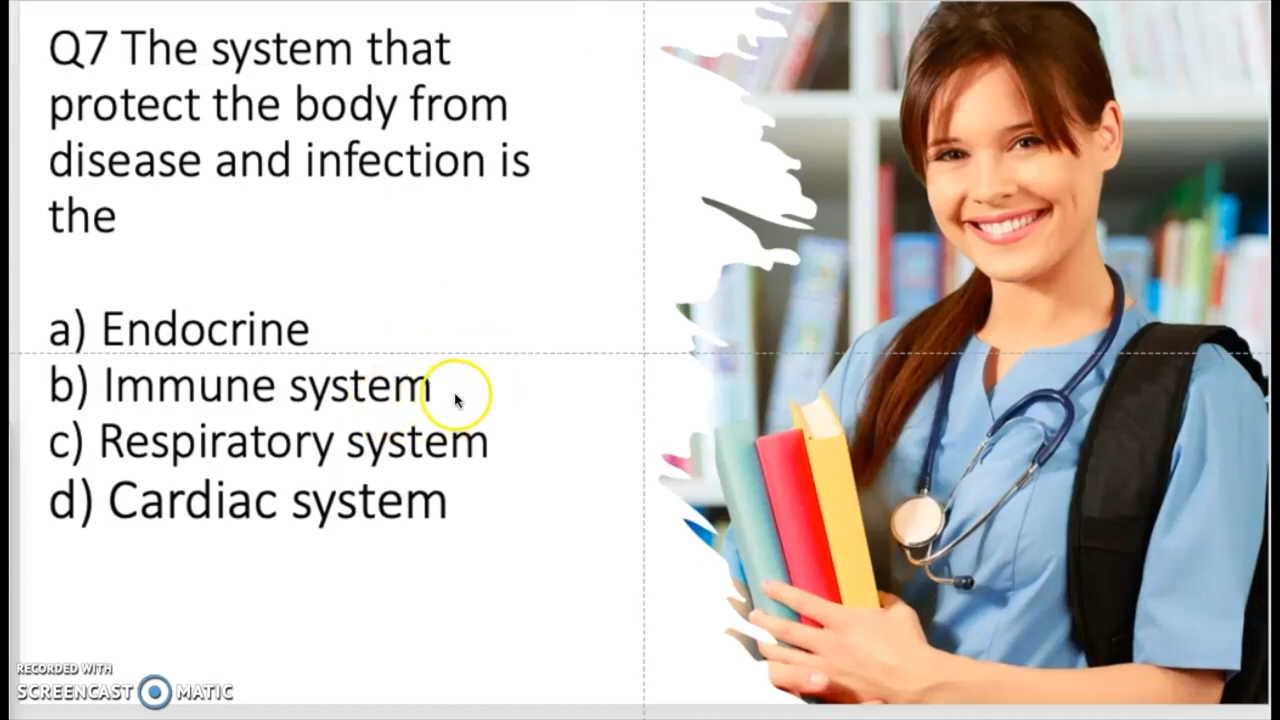 Q7 The system that
protect the body from
disease and infection is
the
a) Endocrine
b) Immune system
c) Respiratory system
d) Cardiac system
RECORDED WITH
SCREENCAST MATIC